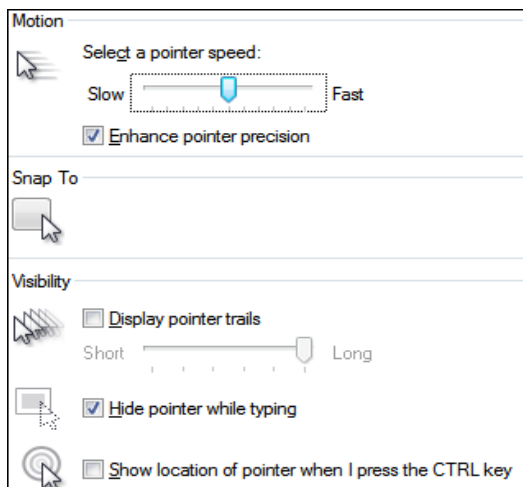 Motion
Select a pointer speed:
Slow Fast
Enhance pointer precision
Snap To
Visibility
Display pointer trails
Short Long
Hide pointer while typing
Show location of pointer when I press the CTRL key